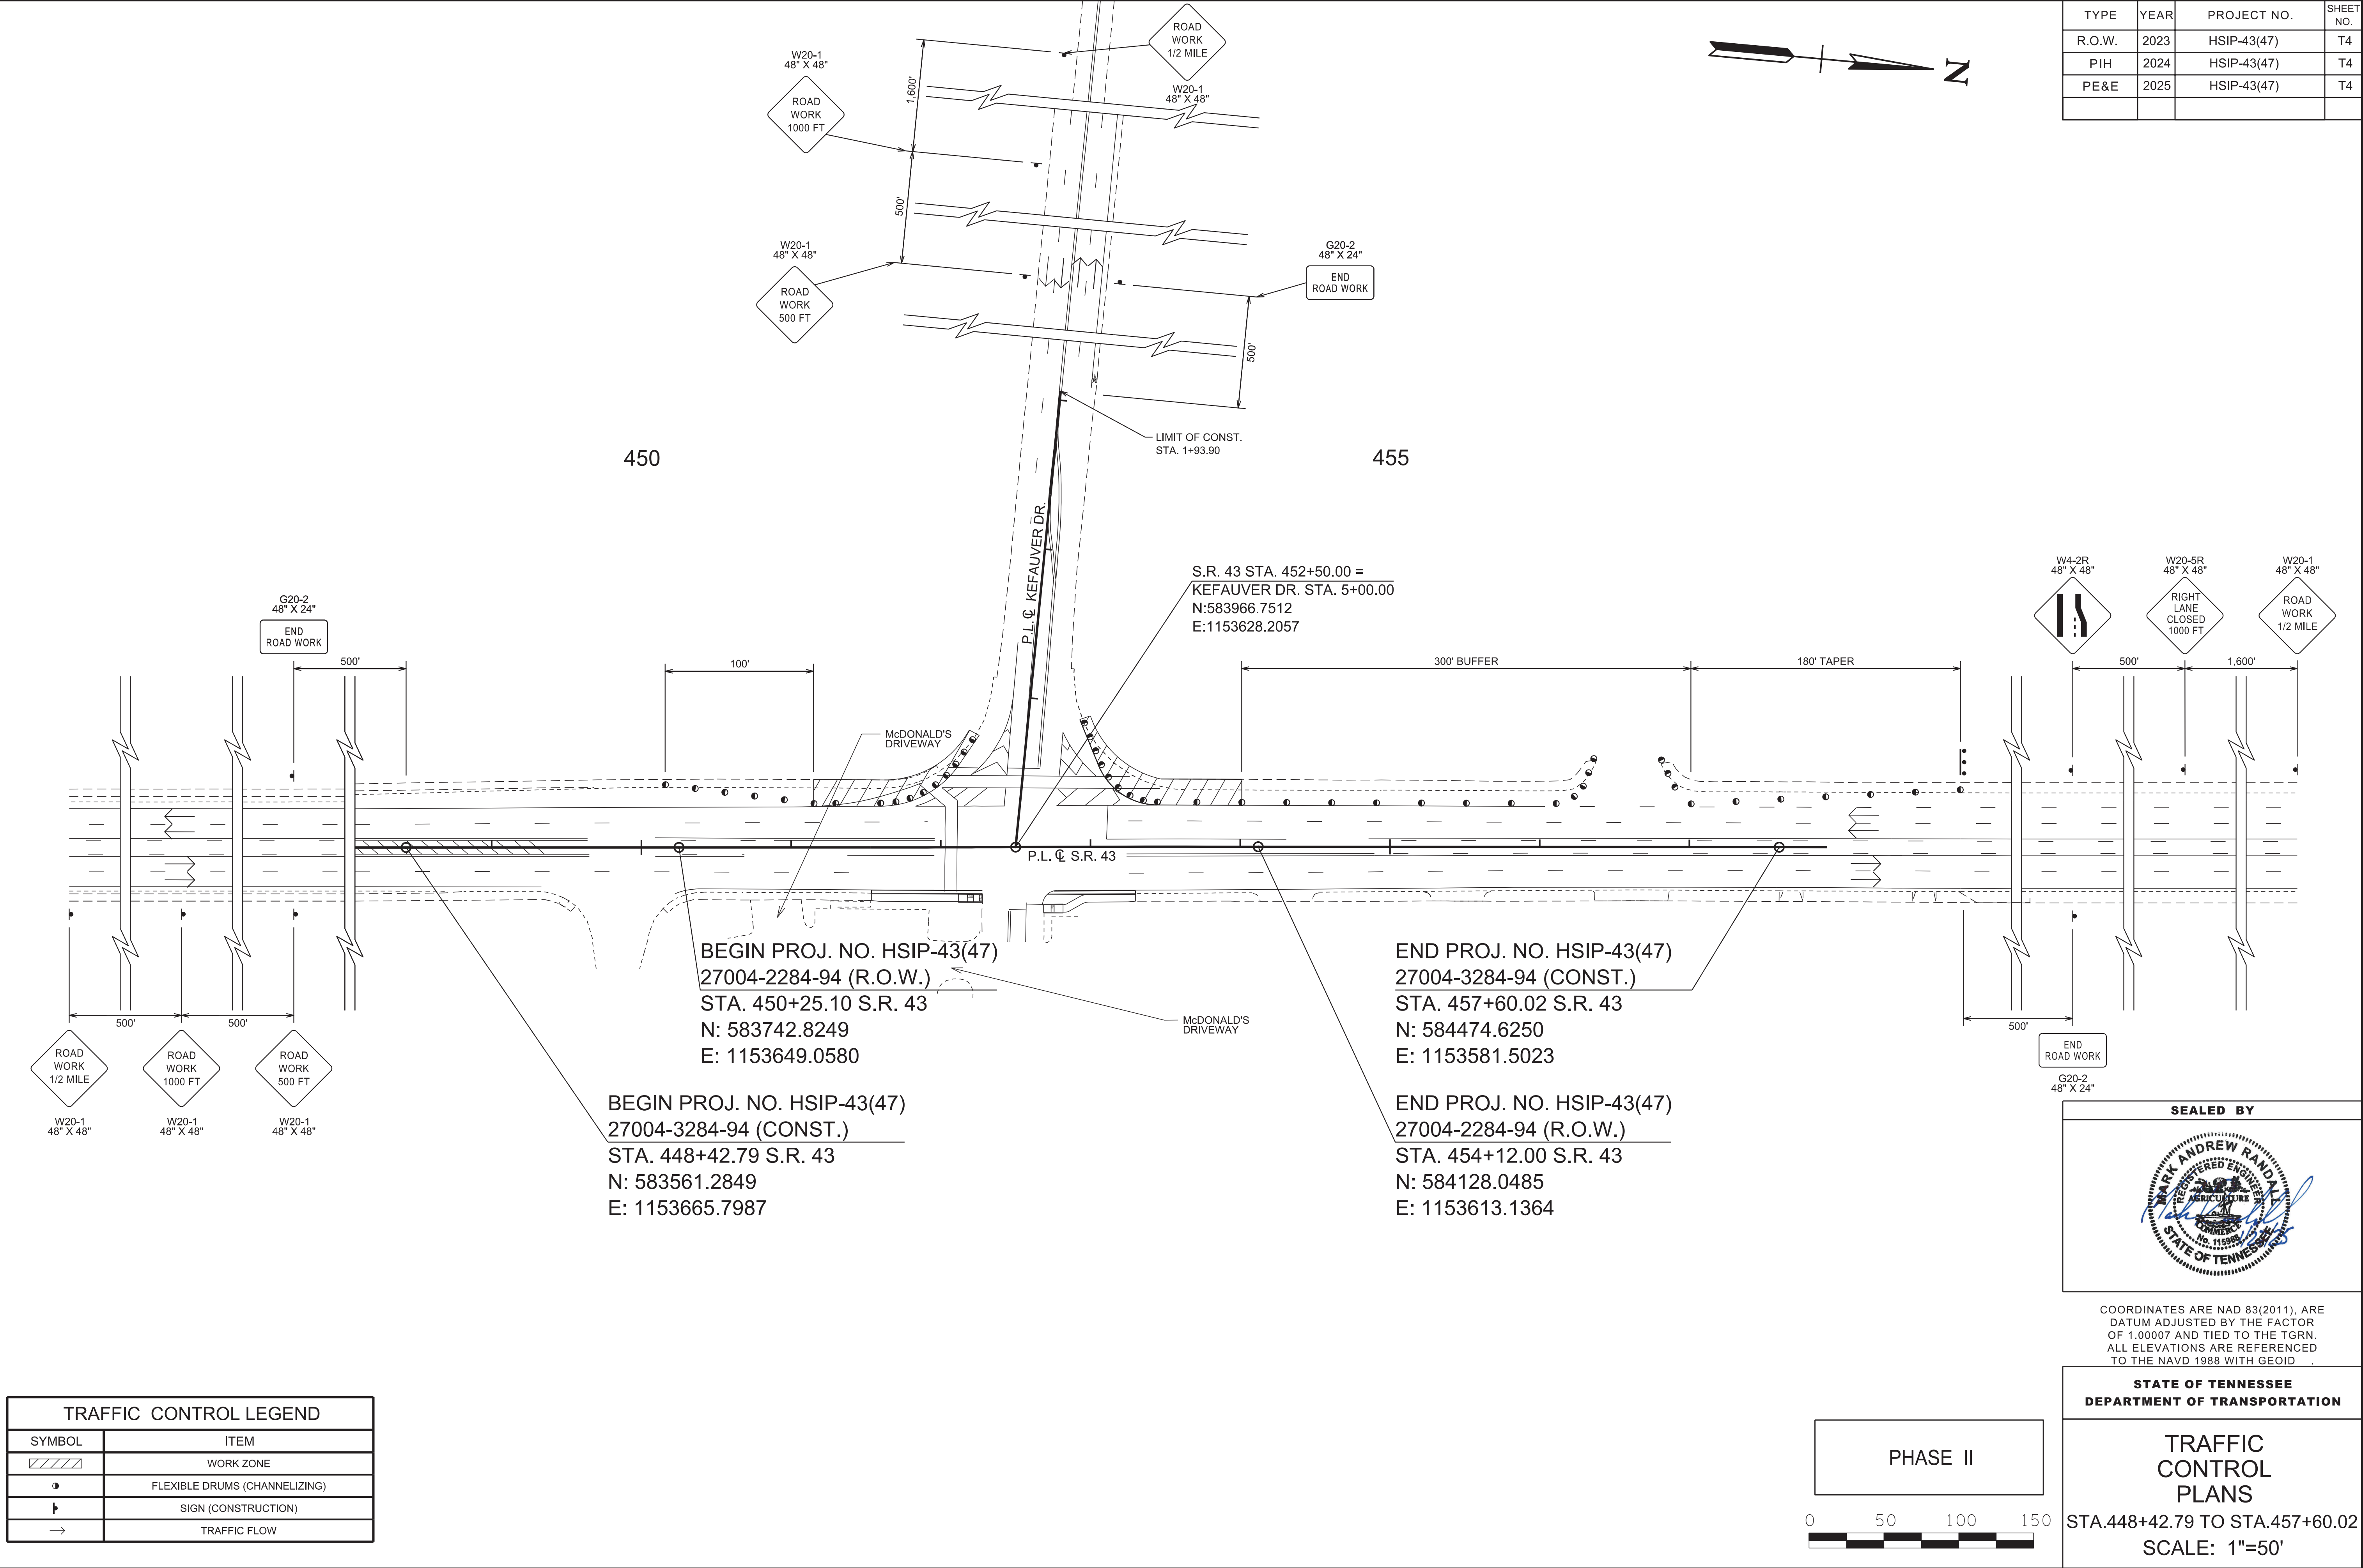 TYPE YEAR PROJECT NO. SHEET NO.
R.O.W. 2023 HSIP-43(47) T4
PIH 2024 HSIP-43(47) T4
PE&E 2025 HSIP-43(47) T4
N
ROAD
WORK
1/2 MILE
W20-1
48" X 48"
W20-1
48" X 48"
ROAD
WORK
1000 FT
1,600'
500'
W20-1
48" X 48"
ROAD
WORK
500 FT
G20-2
48" X 24"
END
ROAD WORK
500'
LIMIT OF CONST.
STA. 1+93.90
450
455
P.L. ℄ KEFAUVER DR.
S.R. 43 STA. 452+50.00 =
KEFAUVER DR. STA. 5+00.00
N:583966.7512
E:1153628.2057
G20-2
48" X 24"
END
ROAD WORK
500'
100'
McDONALD'S
DRIVEWAY
300' BUFFER
180' TAPER
W4-2R
48" X 48"
W20-5R
48" X 48"
RIGHT
LANE
CLOSED
1000 FT
W20-1
48" X 48"
ROAD
WORK
1/2 MILE
500'
1,600'
P.L. ℄ S.R. 43
BEGIN PROJ. NO. HSIP-43(47)
27004-2284-94 (R.O.W.)
STA. 450+25.10 S.R. 43
N: 583742.8249
E: 1153649.0580
BEGIN PROJ. NO. HSIP-43(47)
27004-3284-94 (CONST.)
STA. 448+42.79 S.R. 43
N: 583561.2849
E: 1153665.7987
McDONALD'S
DRIVEWAY
END PROJ. NO. HSIP-43(47)
27004-3284-94 (CONST.)
STA. 457+60.02 S.R. 43
N: 584474.6250
E: 1153581.5023
END PROJ. NO. HSIP-43(47)
27004-2284-94 (R.O.W.)
STA. 454+12.00 S.R. 43
N: 584128.0485
E: 1153613.1364
500'
500'
ROAD
WORK
1/2 MILE
W20-1
48" X 48"
ROAD
WORK
1000 FT
W20-1
48" X 48"
ROAD
WORK
500 FT
W20-1
48" X 48"
500'
END
ROAD WORK
G20-2
48" X 24"
SEALED BY
MARK ANDREW RANDALL
REGISTERED ENGINEER
AGRICULTURE
COMMERCE
No. 115968
STATE OF TENNESSEE
COORDINATES ARE NAD 83(2011), ARE
DATUM ADJUSTED BY THE FACTOR
OF 1.00007 AND TIED TO THE TGRN.
ALL ELEVATIONS ARE REFERENCED
TO THE NAVD 1988 WITH GEOID .
STATE OF TENNESSEE
DEPARTMENT OF TRANSPORTATION
TRAFFIC
CONTROL
PLANS
STA.448+42.79 TO STA.457+60.02
SCALE: 1"=50'
PHASE II
0 50 100 150
TRAFFIC CONTROL LEGEND
SYMBOL ITEM
WORK ZONE
FLEXIBLE DRUMS (CHANNELIZING)
SIGN (CONSTRUCTION)
TRAFFIC FLOW